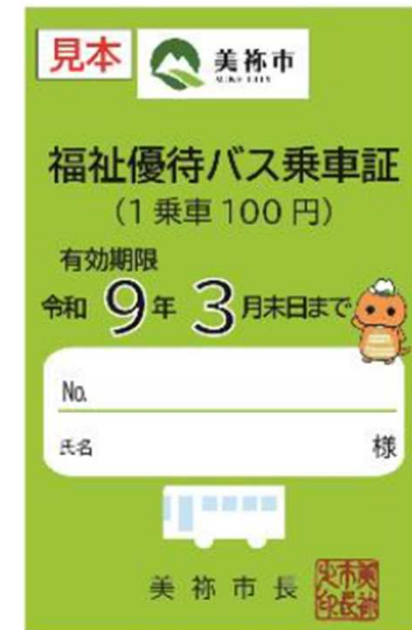 見本
美祢市
MINE CITY
福祉優待バス乗車証
（1乗車100円）
有効期限
令和 9年 3月末日まで
No.
氏名 様
美祢市長
美祢市長之印